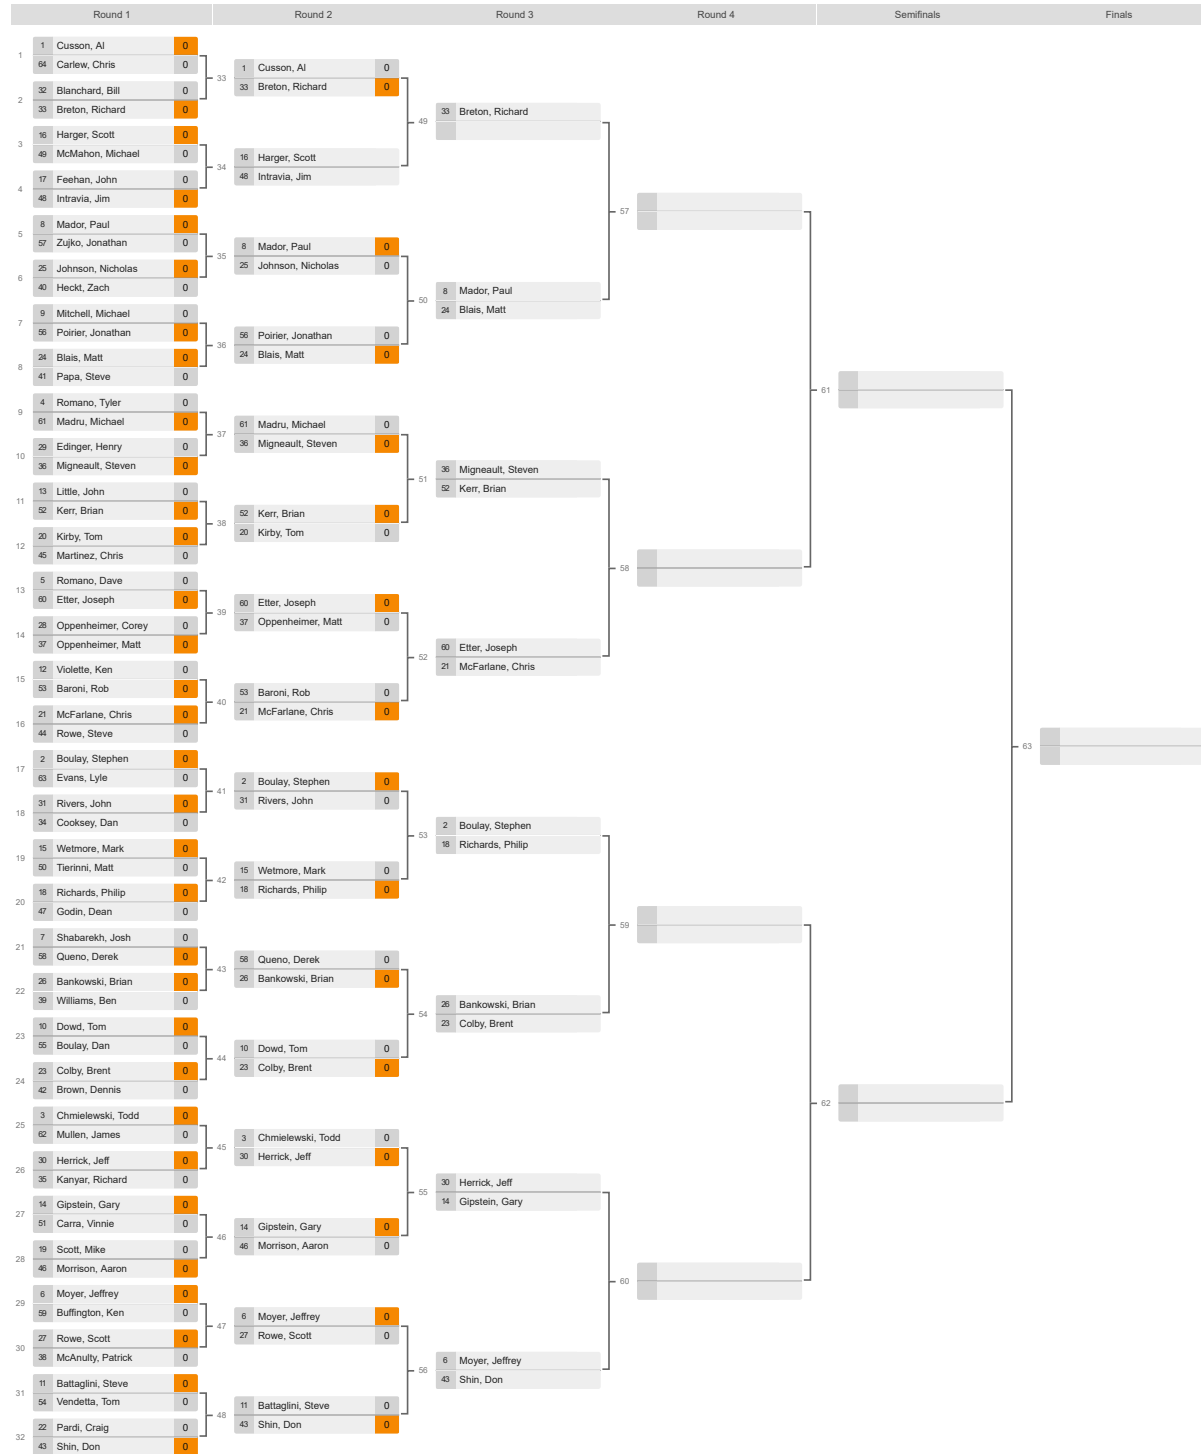 Round 1
Round 2
Round 3
Round 4
Semifinals
Finals
1
1 Cusson, Al 0
64 Carlew, Chris 0
2
32 Blanchard, Bill 0
33 Breton, Richard 0
3
16 Harger, Scott 0
49 McMahon, Michael 0
4
17 Feehan, John 0
48 Intravia, Jim 0
5
8 Mador, Paul 0
57 Zujko, Jonathan 0
6
25 Johnson, Nicholas 0
40 Heckt, Zach 0
7
9 Mitchell, Michael 0
56 Poirier, Jonathan 0
8
24 Blais, Matt 0
41 Papa, Steve 0
9
4 Romano, Tyler 0
61 Madru, Michael 0
10
29 Edinger, Henry 0
36 Migneault, Steven 0
11
13 Little, John 0
52 Kerr, Brian 0
12
20 Kirby, Tom 0
45 Martinez, Chris 0
13
5 Romano, Dave 0
60 Etter, Joseph 0
14
28 Oppenheimer, Corey 0
37 Oppenheimer, Matt 0
15
12 Violette, Ken 0
53 Baroni, Rob 0
16
21 McFarlane, Chris 0
44 Rowe, Steve 0
17
2 Boulay, Stephen 0
63 Evans, Lyle 0
18
31 Rivers, John 0
34 Cooksey, Dan 0
19
15 Wetmore, Mark 0
50 Tierinni, Matt 0
20
18 Richards, Philip 0
47 Godin, Dean 0
21
7 Shabarekh, Josh 0
58 Queno, Derek 0
22
26 Bankowski, Brian 0
39 Williams, Ben 0
23
10 Dowd, Tom 0
55 Boulay, Dan 0
24
23 Colby, Brent 0
42 Brown, Dennis 0
25
3 Chmielewski, Todd 0
62 Mullen, James 0
26
30 Herrick, Jeff 0
35 Kanyar, Richard 0
27
14 Gipstein, Gary 0
51 Carra, Vinnie 0
28
19 Scott, Mike 0
46 Morrison, Aaron 0
29
6 Moyer, Jeffrey 0
59 Buffington, Ken 0
30
27 Rowe, Scott 0
38 McAnulty, Patrick 0
31
11 Battaglini, Steve 0
54 Vendetta, Tom 0
32
22 Pardi, Craig 0
43 Shin, Don 0
33
1 Cusson, Al 0
33 Breton, Richard 0
34
16 Harger, Scott
48 Intravia, Jim
35
8 Mador, Paul 0
25 Johnson, Nicholas 0
36
56 Poirier, Jonathan 0
24 Blais, Matt 0
37
61 Madru, Michael 0
36 Migneault, Steven 0
38
52 Kerr, Brian 0
20 Kirby, Tom 0
39
60 Etter, Joseph 0
37 Oppenheimer, Matt 0
40
53 Baroni, Rob 0
21 McFarlane, Chris 0
41
2 Boulay, Stephen 0
31 Rivers, John 0
42
15 Wetmore, Mark 0
18 Richards, Philip 0
43
58 Queno, Derek 0
26 Bankowski, Brian 0
44
10 Dowd, Tom 0
23 Colby, Brent 0
45
3 Chmielewski, Todd 0
30 Herrick, Jeff 0
46
14 Gipstein, Gary 0
46 Morrison, Aaron 0
47
6 Moyer, Jeffrey 0
27 Rowe, Scott 0
48
11 Battaglini, Steve 0
43 Shin, Don 0
49
33 Breton, Richard
50
8 Mador, Paul
24 Blais, Matt
51
36 Migneault, Steven
52 Kerr, Brian
52
60 Etter, Joseph
21 McFarlane, Chris
53
2 Boulay, Stephen
18 Richards, Philip
54
26 Bankowski, Brian
23 Colby, Brent
55
30 Herrick, Jeff
14 Gipstein, Gary
56
6 Moyer, Jeffrey
43 Shin, Don
57
58
59
60
61
62
63